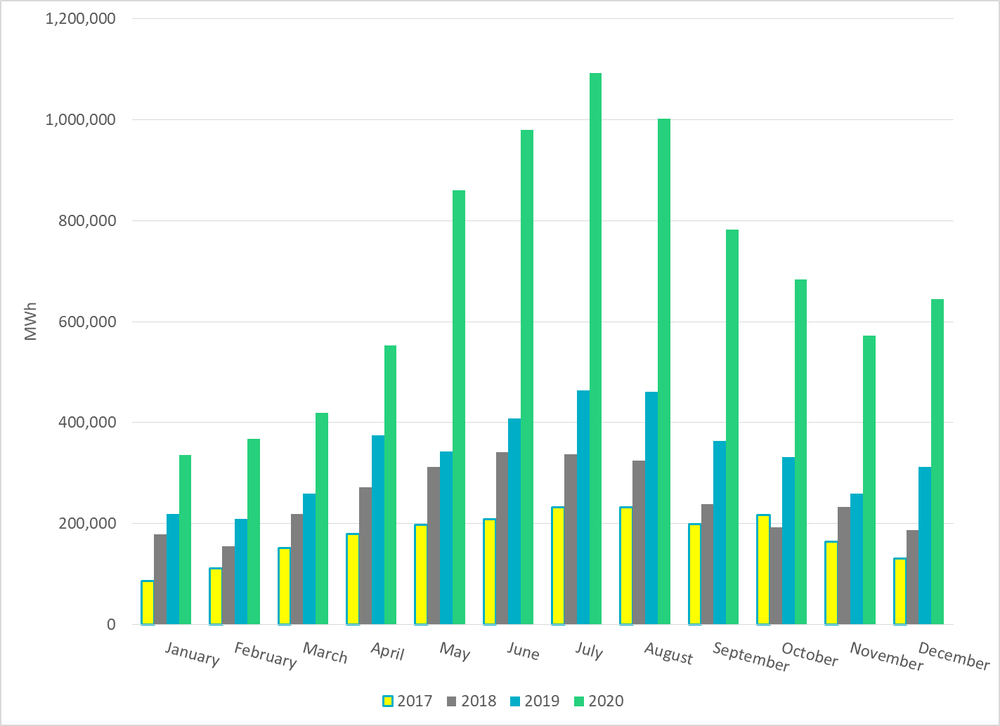 1,200,000
1,000,000
800,000
600,000
400,000
200,000
0
MWh
January February March April May June July August September October November December
2017 2018 2019 2020